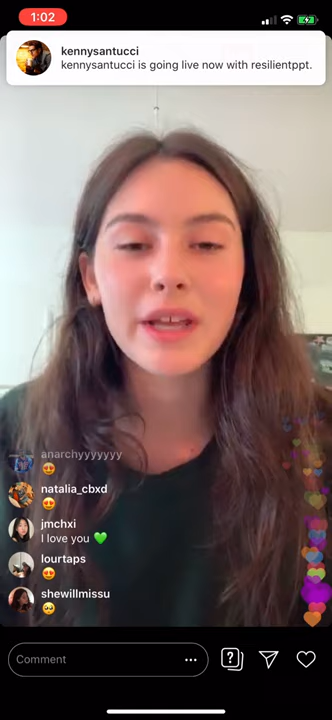 1:02
kennysantucci
kennysantucci is going live now with resilientppt.
anarchyyyyyyy
😍
natalia_cbxd
😍
jmchxi
I love you 💚
lourtaps
😍
shewillmissu
🥺
Comment